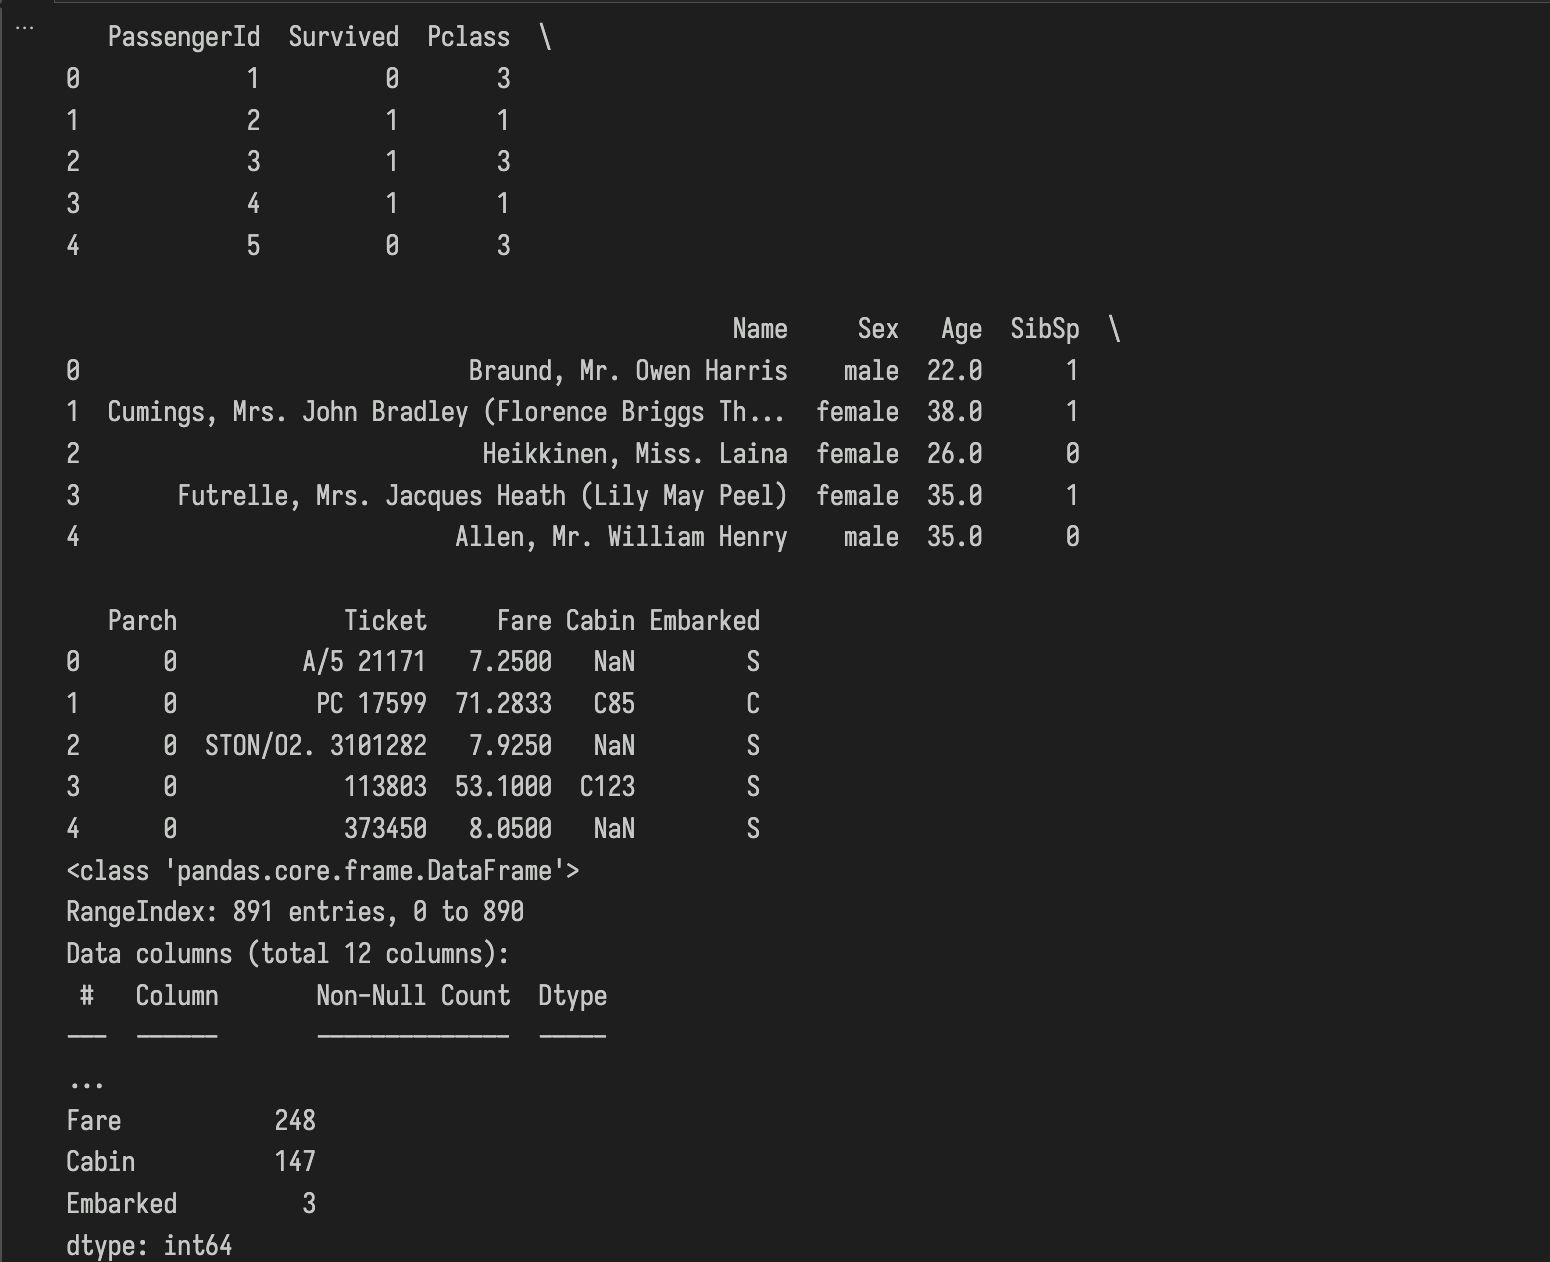 ...
   PassengerId  Survived  Pclass  \
0            1         0       3
1            2         1       1
2            3         1       3
3            4         1       1
4            5         0       3

                                                Name     Sex   Age  SibSp  \
0                            Braund, Mr. Owen Harris    male  22.0      1
1  Cumings, Mrs. John Bradley (Florence Briggs Th...  female  38.0      1
2                             Heikkinen, Miss. Laina  female  26.0      0
3       Futrelle, Mrs. Jacques Heath (Lily May Peel)  female  35.0      1
4                           Allen, Mr. William Henry    male  35.0      0

   Parch            Ticket     Fare Cabin Embarked
0      0         A/5 21171   7.2500   NaN        S
1      0          PC 17599  71.2833   C85        C
2      0  STON/O2. 3101282   7.9250   NaN        S
3      0            113803  53.1000  C123        S
4      0            373450   8.0500   NaN        S
<class 'pandas.core.frame.DataFrame'>
RangeIndex: 891 entries, 0 to 890
Data columns (total 12 columns):
 #   Column       Non-Null Count  Dtype
---  ------       --------------  -----
...
Fare           248
Cabin          147
Embarked         3
dtype: int64